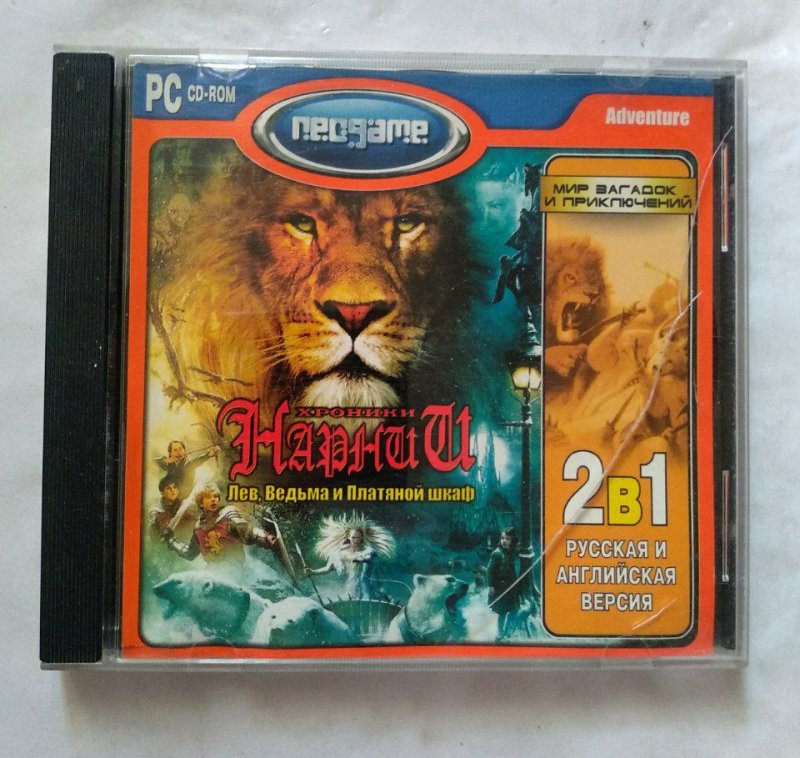 PC CD-ROM
neogame
Adventure
МИР ЗАГАДОК
И ПРИКЛЮЧЕНИЙ
ХРОНИКИ
НАРНИИ
Лев, Ведьма и Платяной шкаф
2в1
РУССКАЯ И
АНГЛИЙСКАЯ
ВЕРСИЯ